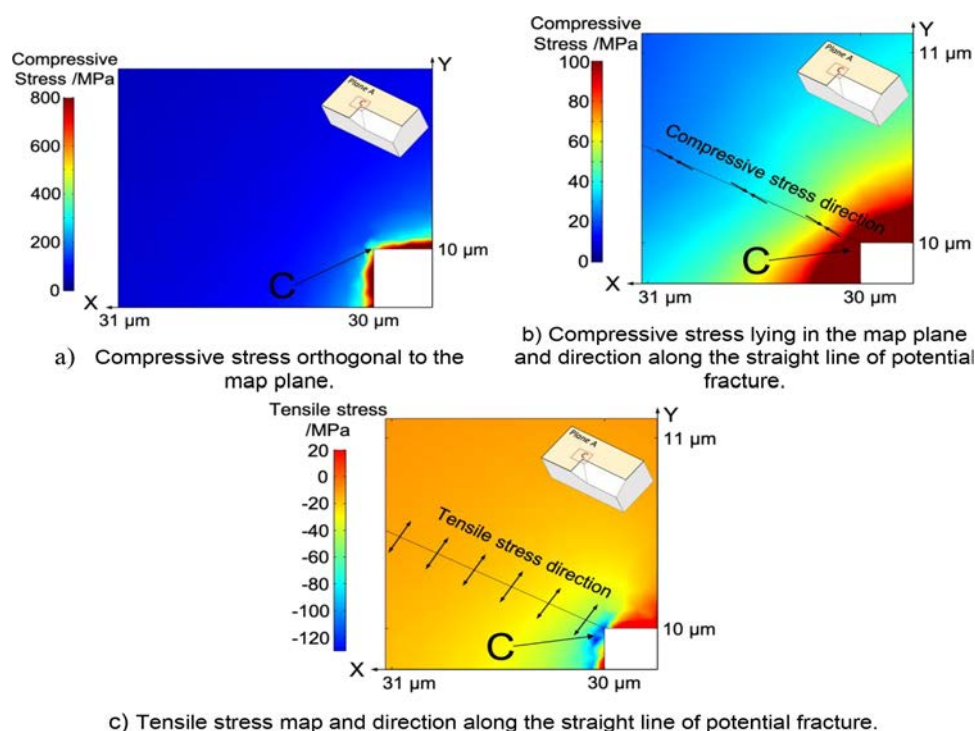 Compressive
Stress /MPa
800
600
400
200
0
Y
Plane A
C
10 µm
C
X
31 µm
30 µm
a) Compressive stress orthogonal to the
map plane.
Compressive
Stress /MPa
100
80
60
40
20
0
Y
11 µm
Plane A
C
Compressive stress direction
10 µm
C
X
31 µm
30 µm
b) Compressive stress lying in the map plane
and direction along the straight line of potential
fracture.
Tensile stress
/MPa
20
0
-20
-40
-60
-80
-100
-120
Y
11 µm
Plane A
C
Tensile stress direction
10 µm
C
X
31 µm
30 µm
c) Tensile stress map and direction along the straight line of potential fracture.